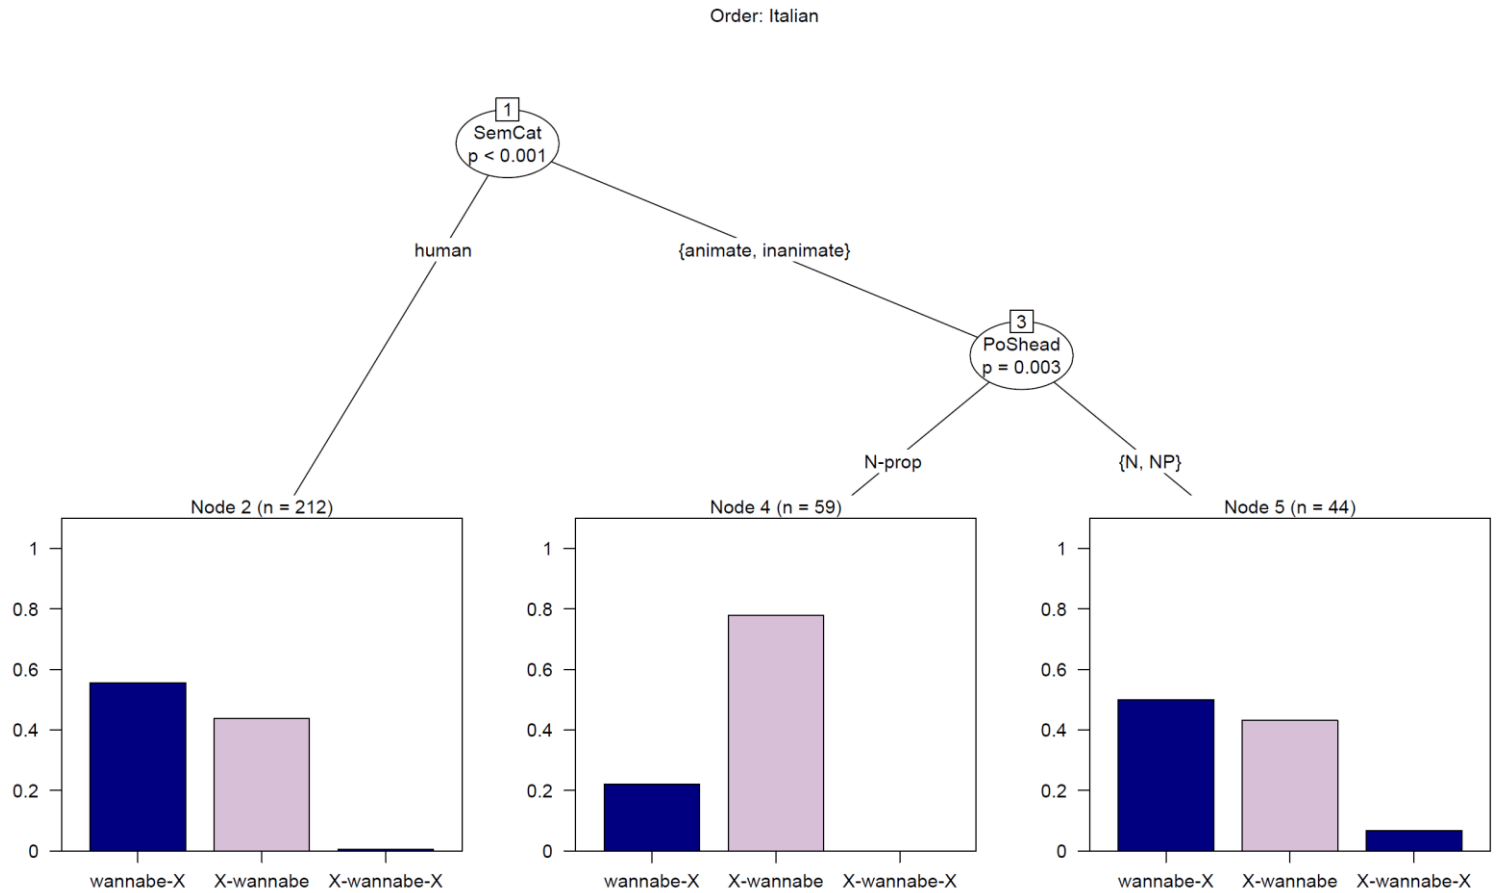 Order: Italian
1
SemCat
p < 0.001
human
{animate, inanimate}
3
PoShead
p = 0.003
N-prop
{N, NP}
Node 2 (n = 212)
1
0.8
0.6
0.4
0.2
0
wannabe-X X-wannabe X-wannabe-X
Node 4 (n = 59)
1
0.8
0.6
0.4
0.2
0
wannabe-X X-wannabe X-wannabe-X
Node 5 (n = 44)
1
0.8
0.6
0.4
0.2
0
wannabe-X X-wannabe X-wannabe-X